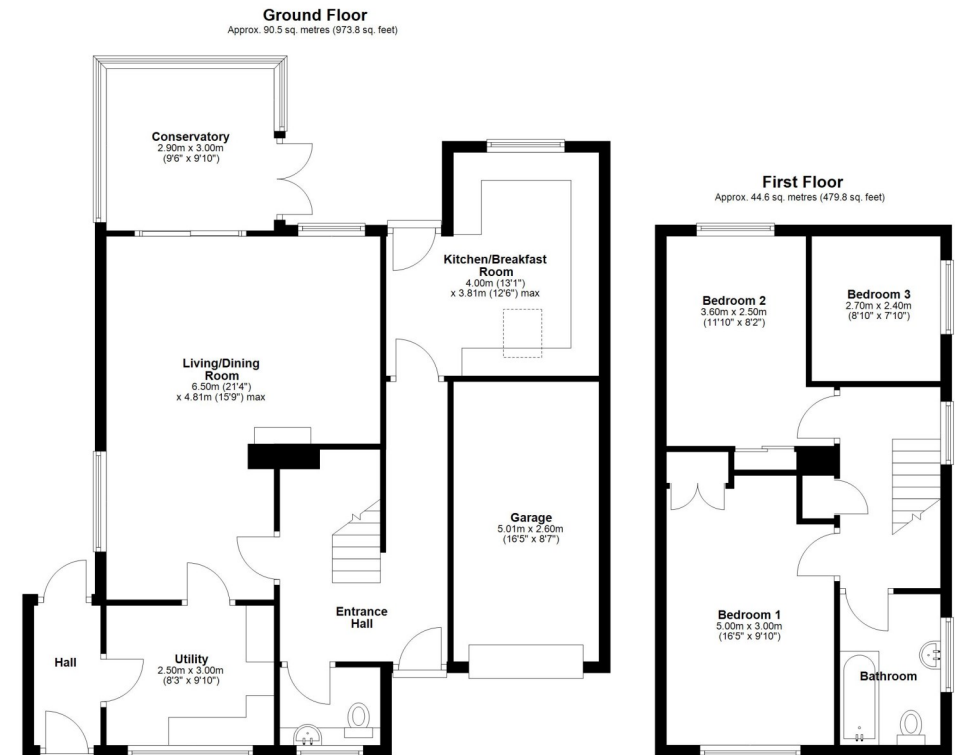 Ground Floor
Approx. 90.5 sq. metres (973.8 sq. feet)
Conservatory
2.90m x 3.00m
(9'6" x 9'10")
Kitchen/Breakfast
Room
4.00m (13'1")
x 3.81m (12'6") max
Living/Dining
Room
6.50m (21'4")
x 4.81m (15'9") max
Garage
5.01m x 2.60m
(16'5" x 8'7")
Entrance
Hall
Hall
Utility
2.50m x 3.00m
(8'3" x 9'10")
First Floor
Approx. 44.6 sq. metres (479.8 sq. feet)
Bedroom 2
3.60m x 2.50m
(11'10" x 8'2")
Bedroom 3
2.70m x 2.40m
(8'10" x 7'10")
Bedroom 1
5.00m x 3.00m
(16'5" x 9'10")
Bathroom